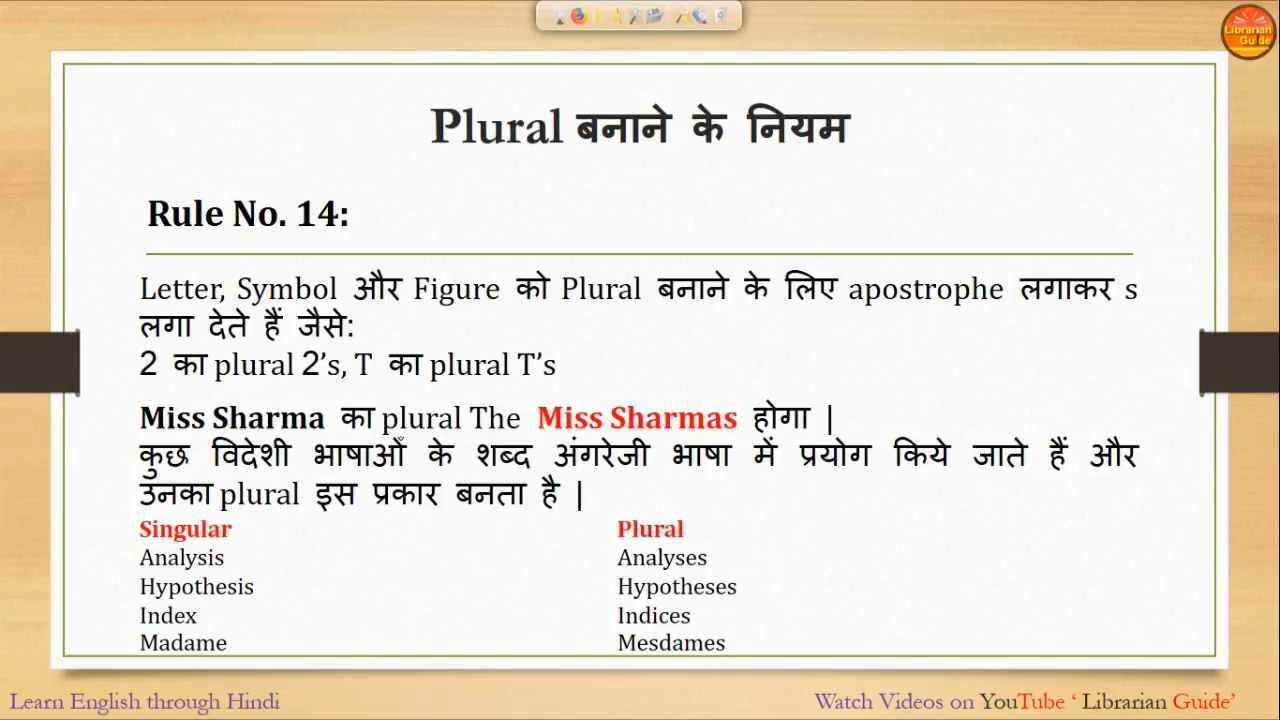 Librarian
Guide
Plural बनाने के नियम
Rule No. 14:
Letter, Symbol और Figure को Plural बनाने के लिए apostrophe लगाकर s
लगा देते हैं जैसे:
2 का plural 2’s, T का plural T’s
Miss Sharma का plural The Miss Sharmas होगा |
कुछ विदेशी भाषाओं के शब्द अंगरेजी भाषा में प्रयोग किये जाते हैं और
उनका plural इस प्रकार बनता है |
Singular Plural
Analysis Analyses
Hypothesis Hypotheses
Index Indices
Madame Mesdames
Learn English through Hindi
Watch Videos on YouTube ‘ Librarian Guide’